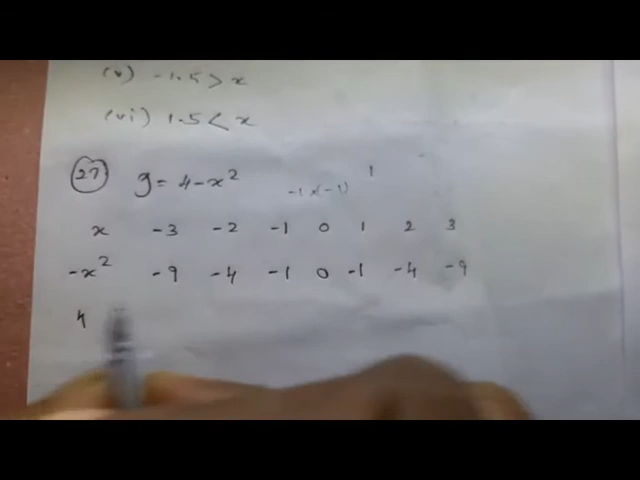 (v) -1.5 > x
(vi) 1.5 < x
27 y = 4 - x²
-1 x(-1) 1
x -3 -2 -1 0 1 2 3
-x² -9 -4 -1 0 -1 -4 -9
4